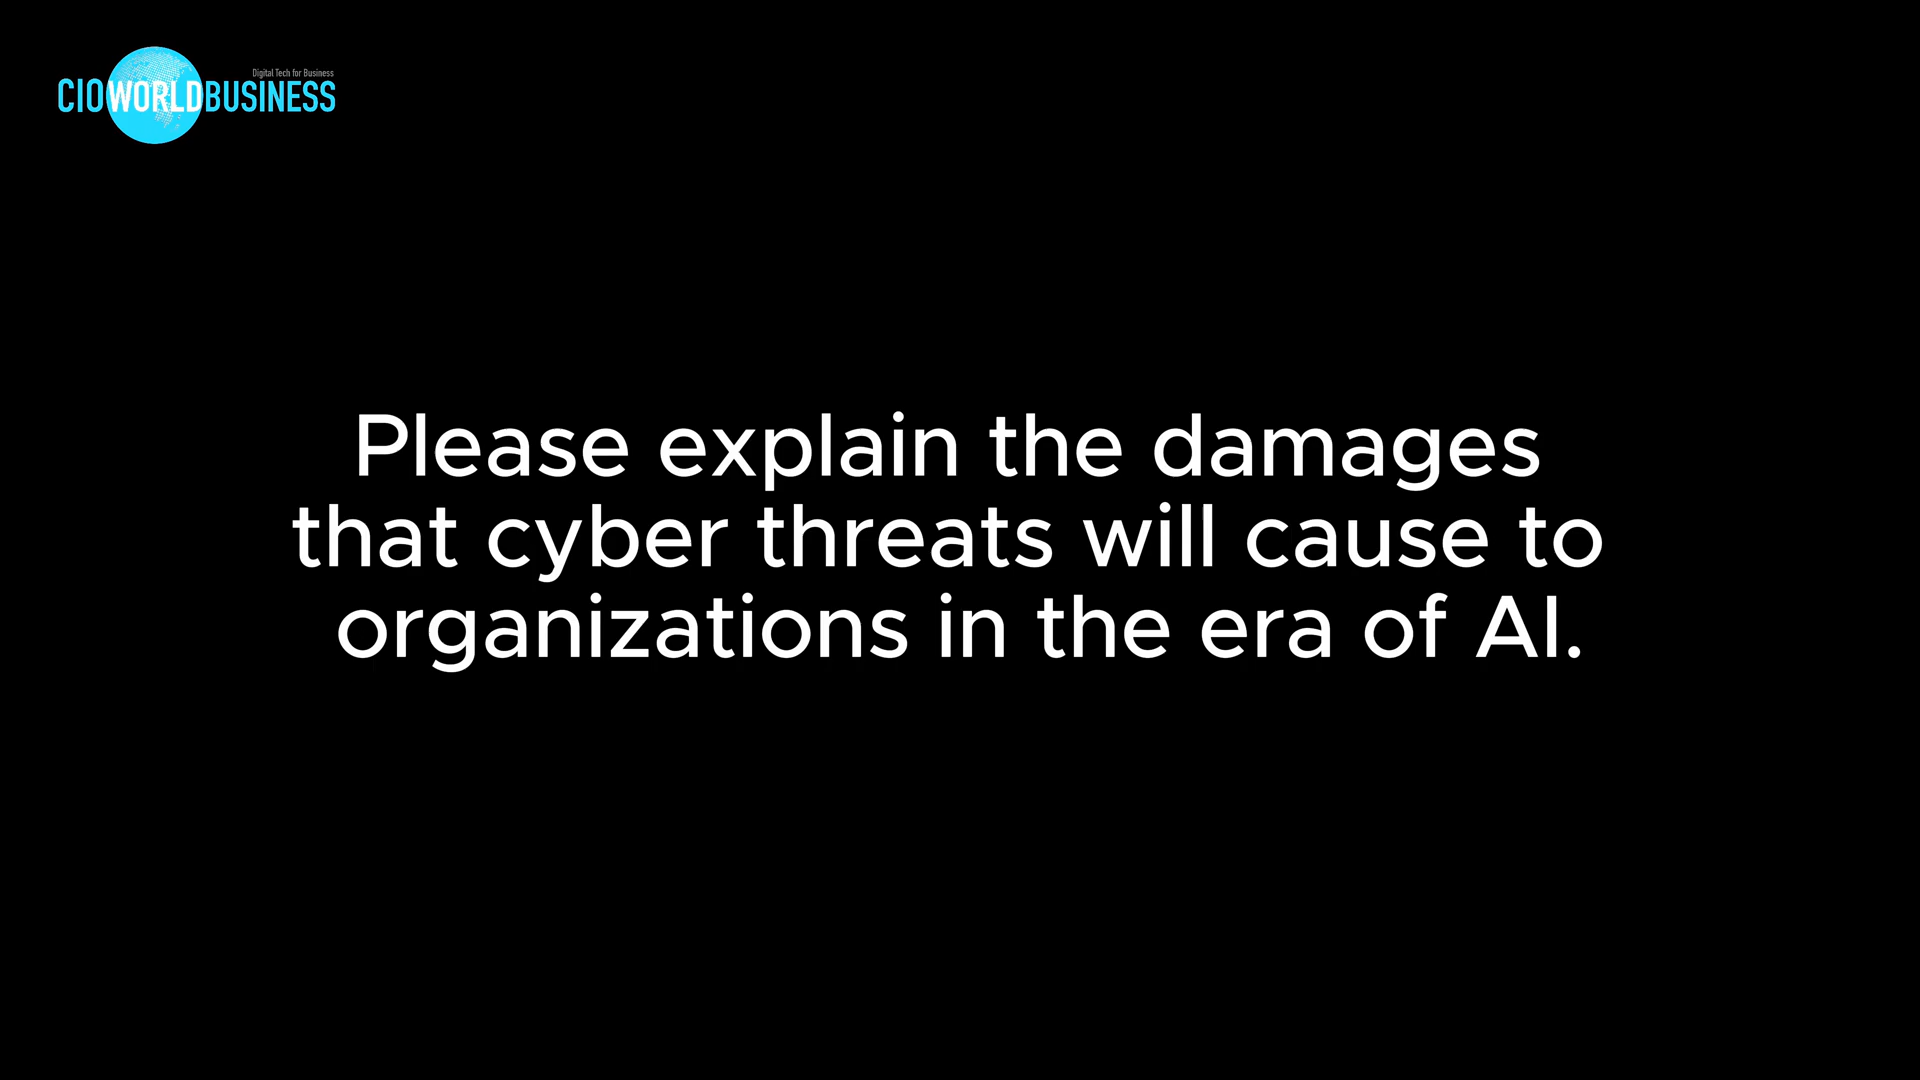 Digital Tech for Business
CIOWORLDBUSINESS
Please explain the damages
that cyber threats will cause to
organizations in the era of AI.